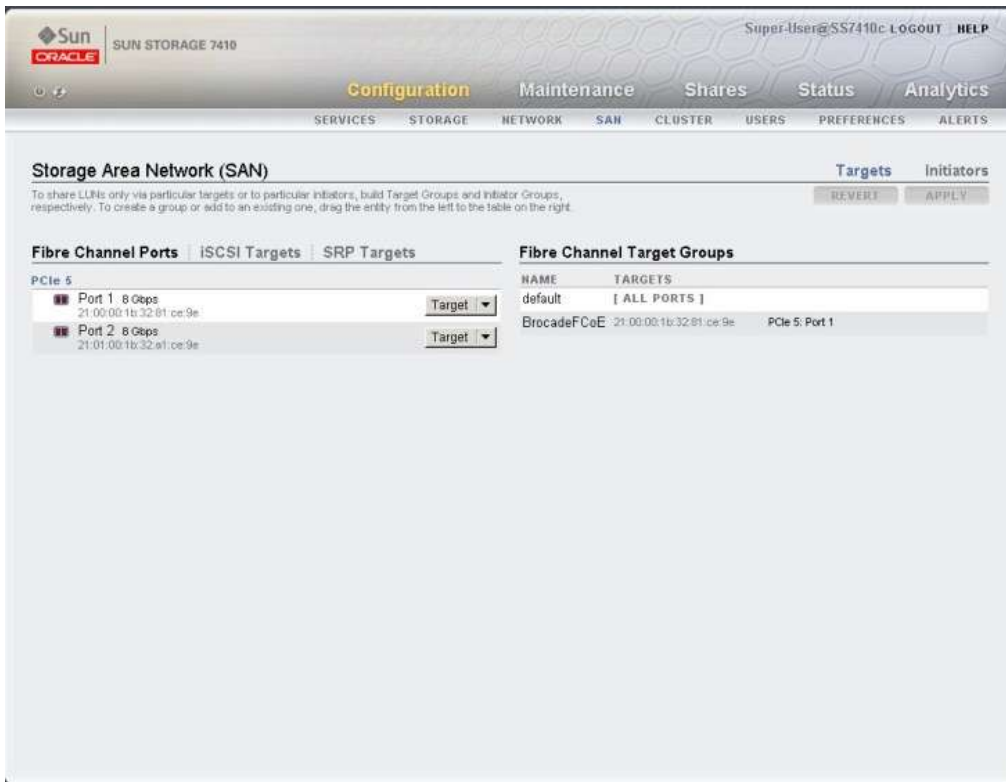 Sun
ORACLE
SUN STORAGE 7410
Super-User@SS7410c LOGOUT HELP
Configuration Maintenance Shares Status Analytics
SERVICES STORAGE NETWORK SAN CLUSTER USERS PREFERENCES ALERTS
Storage Area Network (SAN)
Targets Initiators
To share LUNs only via particular targets or to particular initiators, build Target Groups and Initiator Groups,
respectively. To create a group or add to an existing one, drag the entity from the left to the table on the right.
REVERT APPLY
Fibre Channel Ports iSCSI Targets SRP Targets
PCIe 5
Port 1 8 Gbps
21:00:00:1b:32:81:ce:9e
Target
Port 2 8 Gbps
21:01:00:1b:32:a1:ce:9e
Target
Fibre Channel Target Groups
NAME TARGETS
default [ ALL PORTS ]
BrocadeFCoE 21:00:00:1b:32:81:ce:9e PCIe 5: Port 1